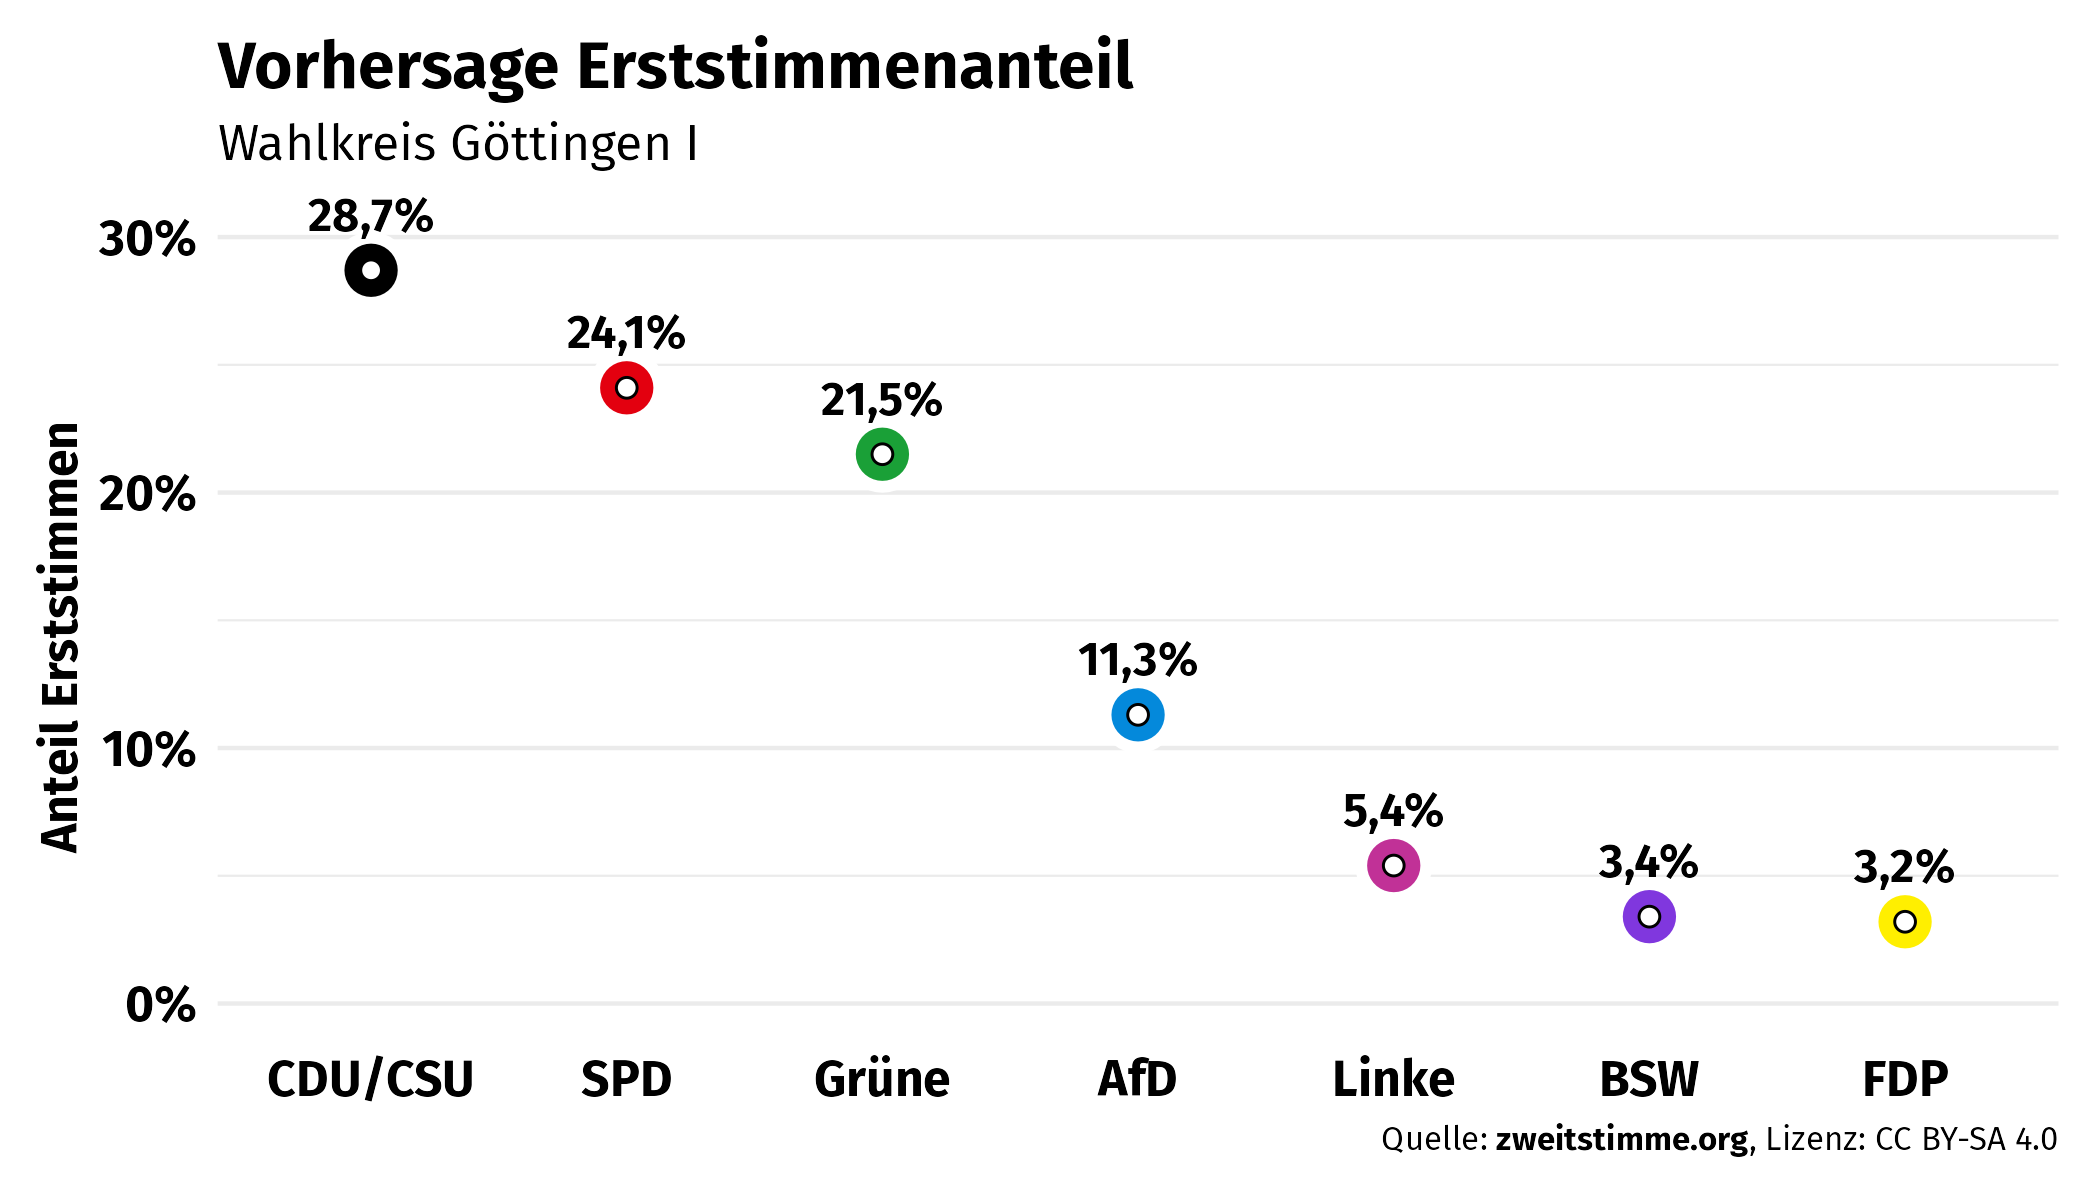 Vorhersage Erststimmenanteil
Wahlkreis Göttingen I
Anteil Erststimmen
30%
20%
10%
0%
28,7%
24,1%
21,5%
11,3%
5,4%
3,4%
3,2%
CDU/CSU SPD Grüne AfD Linke BSW FDP
Quelle: zweitstimme.org, Lizenz: CC BY-SA 4.0